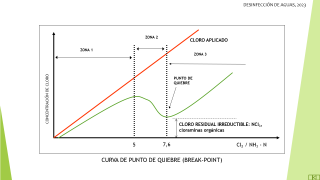 DESINFECCIÓN DE AGUAS, 2023
ZONA 2
CLORO APLICADO
ZONA 1
ZONA 3
PUNTO DE
QUIEBRE
CONCENTRACIÓN DE CLORO
CLORO RESIDUAL IRREDUCTIBLE: NCl3,
cloraminas orgánicas
5
7,6
Cl2 / NH3 - N
CURVA DE PUNTO DE QUIEBRE (BREAK-POINT)